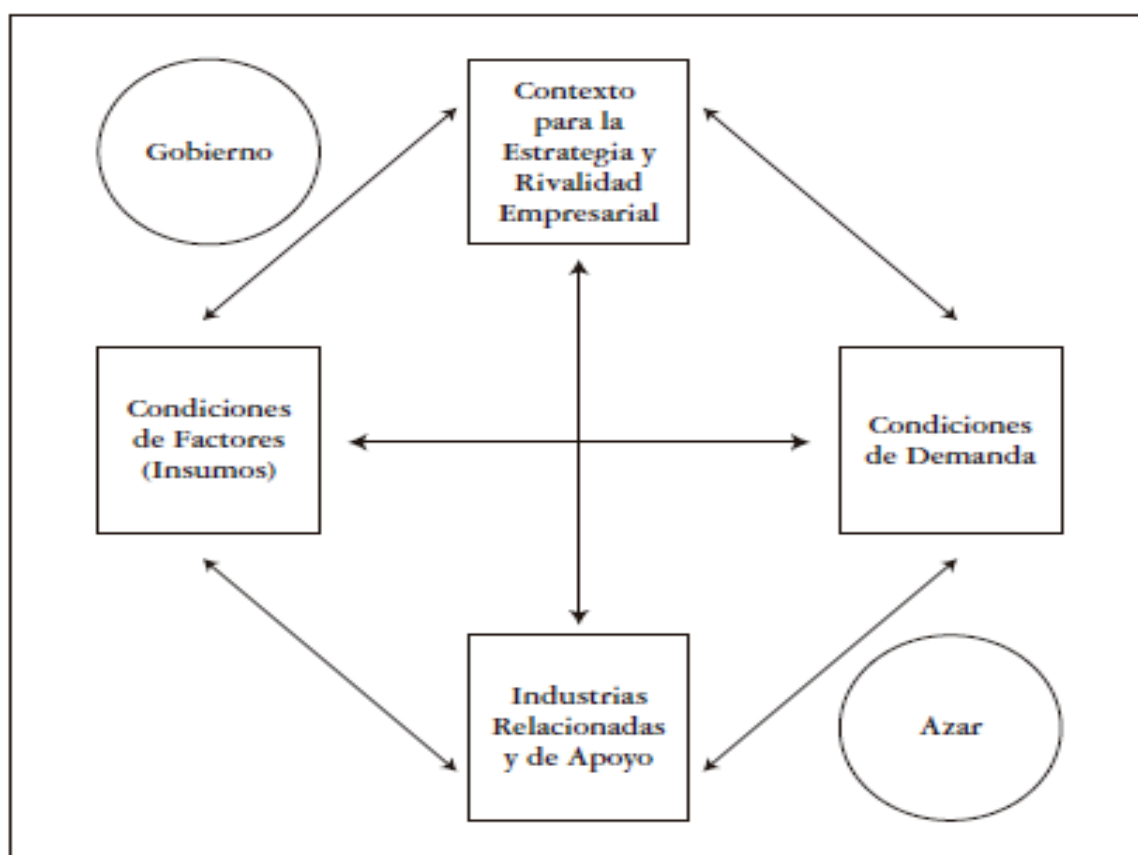 Gobierno
Contexto
para la
Estrategia y
Rivalidad
Empresarial
Condiciones
de Factores
(Insumos)
Condiciones
de Demanda
Industrias
Relacionadas
y de Apoyo
Azar